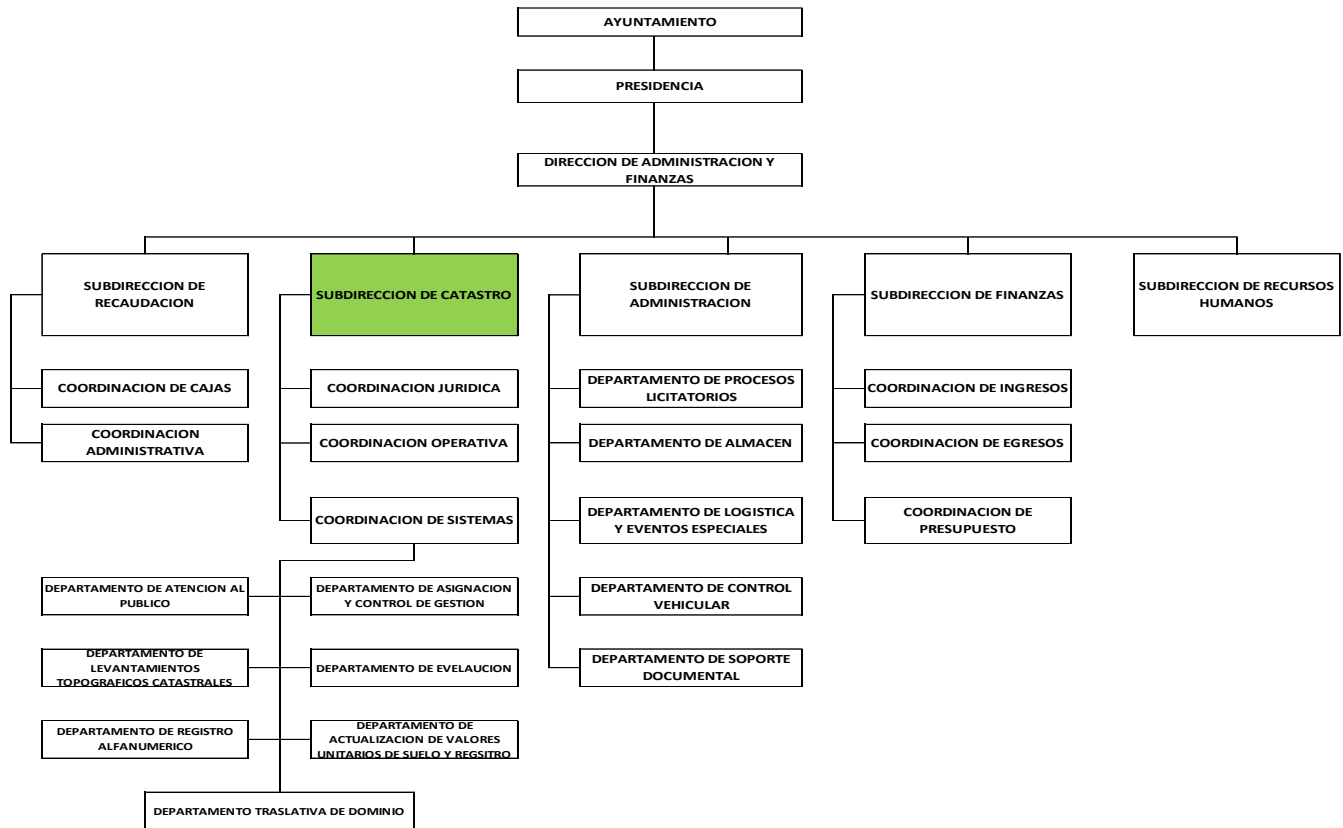 AYUNTAMIENTO
PRESIDENCIA
DIRECCION DE ADMINISTRACION Y
FINANZAS
SUBDIRECCION DE
RECAUDACION
SUBDIRECCION DE CATASTRO
SUBDIRECCION DE
ADMINISTRACION
SUBDIRECCION DE FINANZAS
SUBDIRECCION DE RECURSOS
HUMANOS
COORDINACION DE CAJAS
COORDINACION JURIDICA
DEPARTAMENTO DE PROCESOS
LICITATORIOS
COORDINACION DE INGRESOS
COORDINACION
ADMINISTRATIVA
COORDINACION OPERATIVA
DEPARTAMENTO DE ALMACEN
COORDINACION DE EGRESOS
COORDINACION DE SISTEMAS
DEPARTAMENTO DE LOGISTICA
Y EVENTOS ESPECIALES
COORDINACION DE
PRESUPUESTO
DEPARTAMENTO DE ATENCION AL
PUBLICO
DEPARTAMENTO DE ASIGNACION
Y CONTROL DE GESTION
DEPARTAMENTO DE CONTROL
VEHICULAR
DEPARTAMENTO DE
LEVANTAMIENTOS
TOPOGRAFICOS CATASTRALES
DEPARTAMENTO DE EVELAUCION
DEPARTAMENTO DE SOPORTE
DOCUMENTAL
DEPARTAMENTO DE REGISTRO
ALFANUMERICO
DEPARTAMENTO DE
ACTUALIZACION DE VALORES
UNITARIOS DE SUELO Y REGSITRO
DEPARTAMENTO TRASLATIVA DE DOMINIO